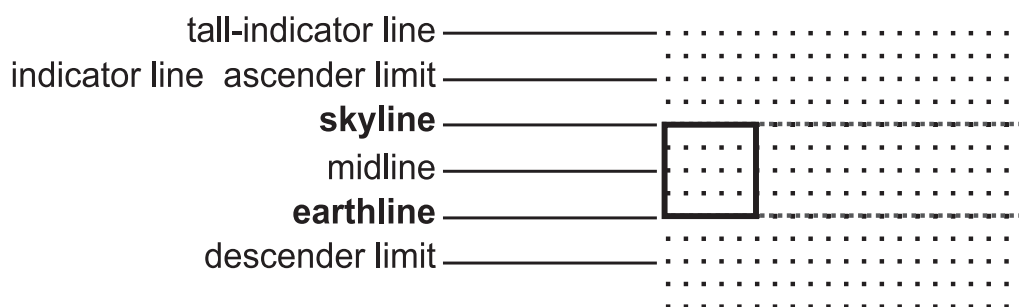 tall-indicator line
indicator line  ascender limit
skyline
midline
earthline
descender limit